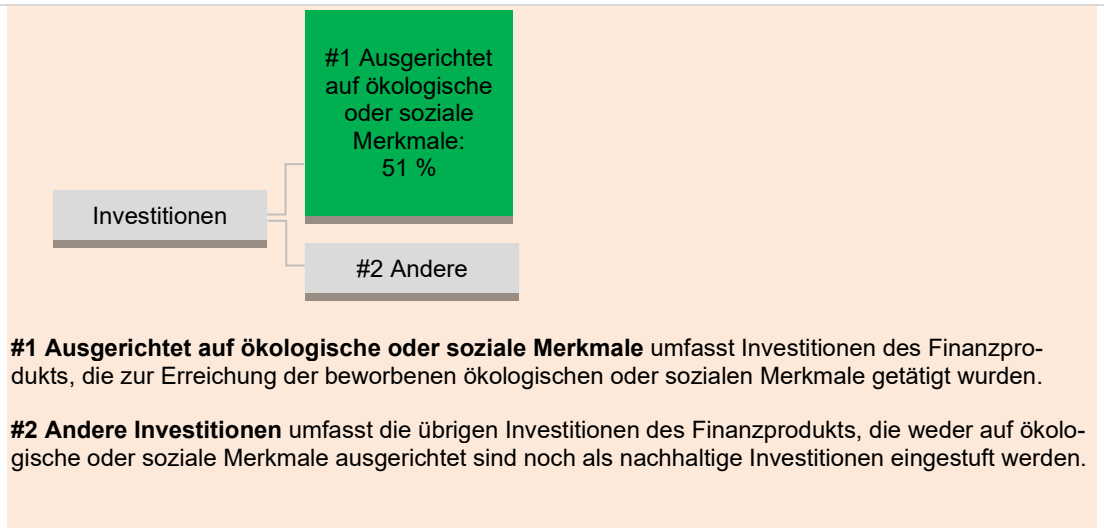 #1 Ausgerichtet
auf ökologische
oder soziale
Merkmale:
51 %
Investitionen
#2 Andere
#1 Ausgerichtet auf ökologische oder soziale Merkmale umfasst Investitionen des Finanzpro-
dukts, die zur Erreichung der beworbenen ökologischen oder sozialen Merkmale getätigt wurden.
#2 Andere Investitionen umfasst die übrigen Investitionen des Finanzprodukts, die weder auf ökolo-
gische oder soziale Merkmale ausgerichtet sind noch als nachhaltige Investitionen eingestuft werden.